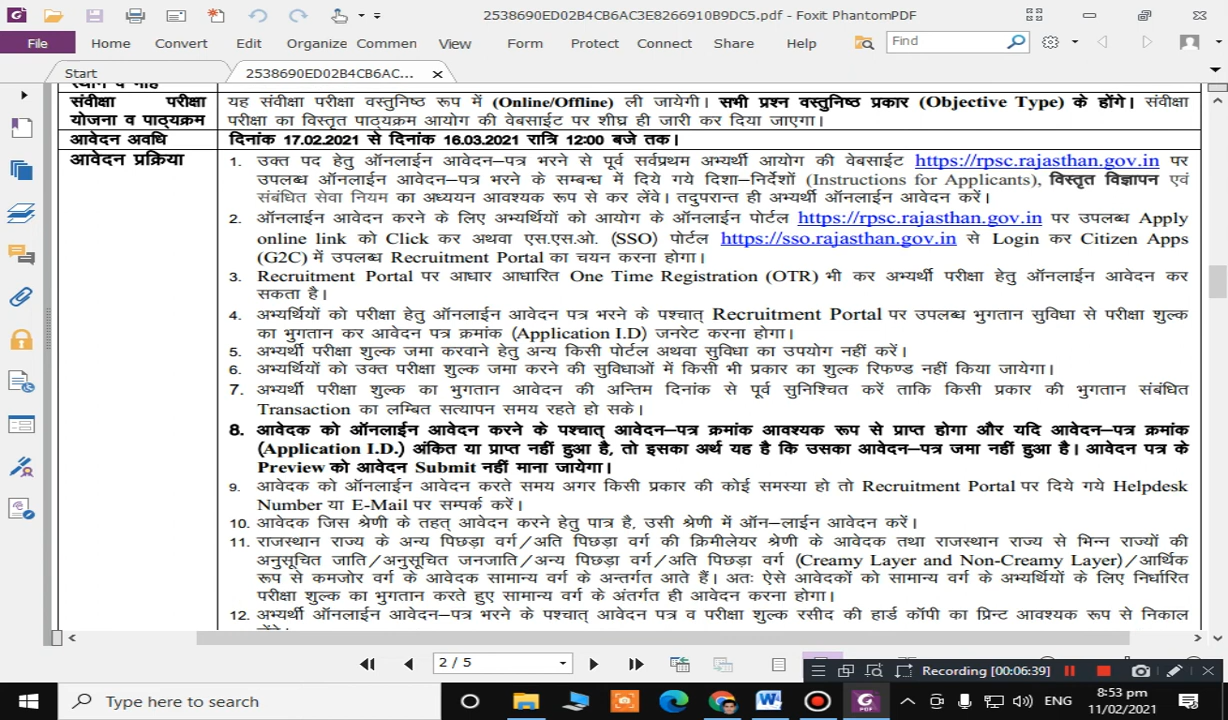 2538690ED02B4CB6AC3E8266910B9DC5.pdf - Foxit PhantomPDF
File Home Convert Edit Organize Commen View Form Protect Connect Share Help Find
Start 2538690ED02B4CB6AC...
संवीक्षा परीक्षा यह संवीक्षा परीक्षा वस्तुनिष्ठ रूप में (Online/Offline) ली जायेगी। सभी प्रश्न वस्तुनिष्ठ प्रकार (Objective Type) के होंगे। संवीक्षा
योजना व पाठ्यक्रम परीक्षा का विस्तृत पाठ्यक्रम आयोग की वेबसाईट पर शीघ्र ही जारी कर दिया जाएगा।
आवेदन अवधि दिनांक 17.02.2021 से दिनांक 16.03.2021 रात्रि 12:00 बजे तक।
आवेदन प्रक्रिया 1. उक्त पद हेतु ऑनलाईन आवेदन–पत्र भरने से पूर्व सर्वप्रथम अभ्यर्थी आयोग की वेबसाईट https://rpsc.rajasthan.gov.in पर
उपलब्ध ऑनलाईन आवेदन–पत्र भरने के सम्बन्ध में दिये गये दिशा–निर्देशों (Instructions for Applicants), विस्तृत विज्ञापन एवं
संबंधित सेवा नियम का अध्ययन आवश्यक रूप से कर लेंवे। तदुपरान्त ही अभ्यर्थी ऑनलाईन आवेदन करें।
2. ऑनलाईन आवेदन करने के लिए अभ्यर्थियों को आयोग के ऑनलाईन पोर्टल https://rpsc.rajasthan.gov.in पर उपलब्ध Apply
online link को Click कर अथवा एस.एस.ओ. (SSO) पोर्टल https://sso.rajasthan.gov.in से Login कर Citizen Apps
(G2C) में उपलब्ध Recruitment Portal का चयन करना होगा।
3. Recruitment Portal पर आधार आधारित One Time Registration (OTR) भी कर अभ्यर्थी परीक्षा हेतु ऑनलाईन आवेदन कर
सकता है।
4. अभ्यर्थियों को परीक्षा हेतु ऑनलाईन आवेदन पत्र भरने के पश्चात् Recruitment Portal पर उपलब्ध भुगतान सुविधा से परीक्षा शुल्क
का भुगतान कर आवेदन पत्र क्रमांक (Application I.D) जनरेट करना होगा।
5. अभ्यर्थी परीक्षा शुल्क जमा करवाने हेतु अन्य किसी पोर्टल अथवा सुविधा का उपयोग नहीं करें।
6. अभ्यर्थियों को उक्त परीक्षा शुल्क जमा करने की सुविधाओं में किसी भी प्रकार का शुल्क रिफण्ड नहीं किया जायेगा।
7. अभ्यर्थी परीक्षा शुल्क का भुगतान आवेदन की अन्तिम दिनांक से पूर्व सुनिश्चित करें ताकि किसी प्रकार की भुगतान संबंधित
Transaction का लम्बित सत्यापन समय रहते हो सके।
8. आवेदक को ऑनलाईन आवेदन करने के पश्चात् आवेदन–पत्र क्रमांक आवश्यक रूप से प्राप्त होगा और यदि आवेदन–पत्र क्रमांक
(Application I.D.) अंकित या प्राप्त नहीं हुआ है, तो इसका अर्थ यह है कि उसका आवेदन–पत्र जमा नहीं हुआ है। आवेदन पत्र के
Preview को आवेदन Submit नहीं माना जायेगा।
9. आवेदक को ऑनलाईन आवेदन करते समय अगर किसी प्रकार की कोई समस्या हो तो Recruitment Portal पर दिये गये Helpdesk
Number या E-Mail पर सम्पर्क करें।
10. आवेदक जिस श्रेणी के तहत् आवेदन करने हेतु पात्र है, उसी श्रेणी में ऑन–लाईन आवेदन करें।
11. राजस्थान राज्य के अन्य पिछड़ा वर्ग/अति पिछड़ा वर्ग की क्रिमीलेयर श्रेणी के आवेदक तथा राजस्थान राज्य से भिन्न राज्यों की
अनुसूचित जाति/अनुसूचित जनजाति/अन्य पिछड़ा वर्ग/अति पिछड़ा वर्ग (Creamy Layer and Non-Creamy Layer)/आर्थिक
रूप से कमजोर वर्ग के आवेदक सामान्य वर्ग के अन्तर्गत आते हैं। अतः ऐसे आवेदकों को सामान्य वर्ग के अभ्यर्थियों के लिए निर्धारित
परीक्षा शुल्क का भुगतान करते हुए सामान्य वर्ग के अंतर्गत ही आवेदन करना होगा।
12. अभ्यर्थी ऑनलाईन आवेदन–पत्र भरने के पश्चात् आवेदन पत्र व परीक्षा शुल्क रसीद की हार्ड कॉपी का प्रिन्ट आवश्यक रूप से निकाल
2 / 5
Recording [00:06:39]
Type here to search
ENG
8:53 pm
11/02/2021